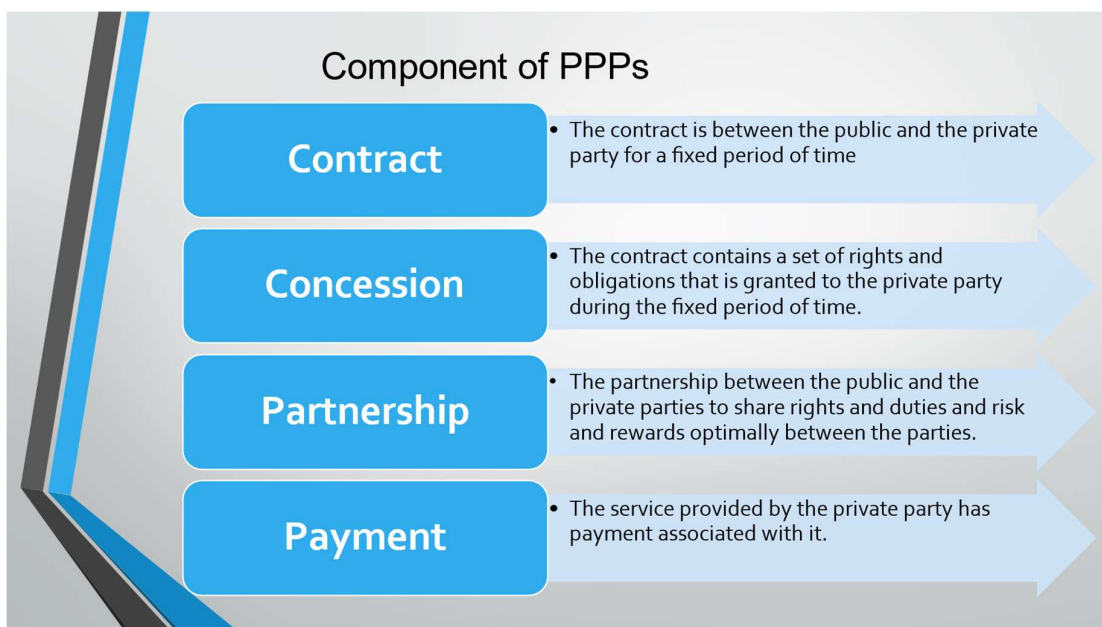 Component of PPPs
Contract
• The contract is between the public and the private
party for a fixed period of time
Concession
• The contract contains a set of rights and
obligations that is granted to the private party
during the fixed period of time.
Partnership
• The partnership between the public and the
private parties to share rights and duties and risk
and rewards optimally between the parties.
Payment
• The service provided by the private party has
payment associated with it.